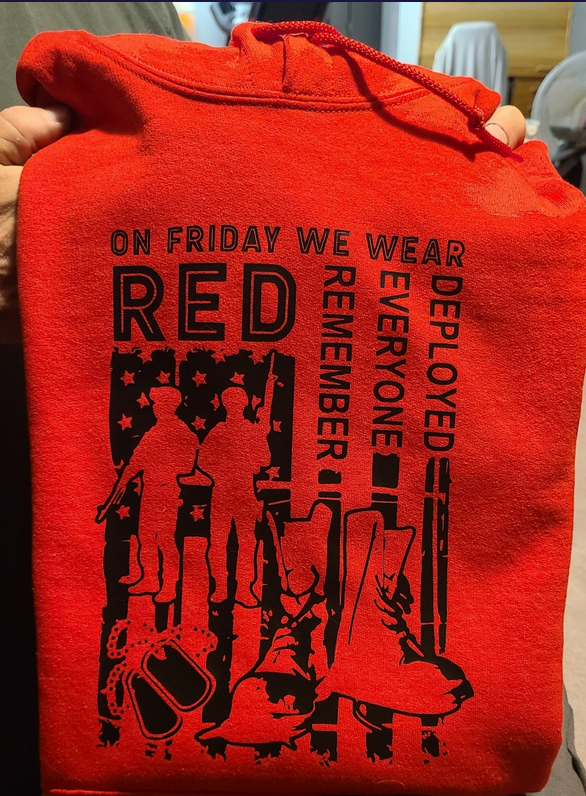 ON FRIDAY WE WEAR
RED
REMEMBER
EVERYONE
DEPLOYED